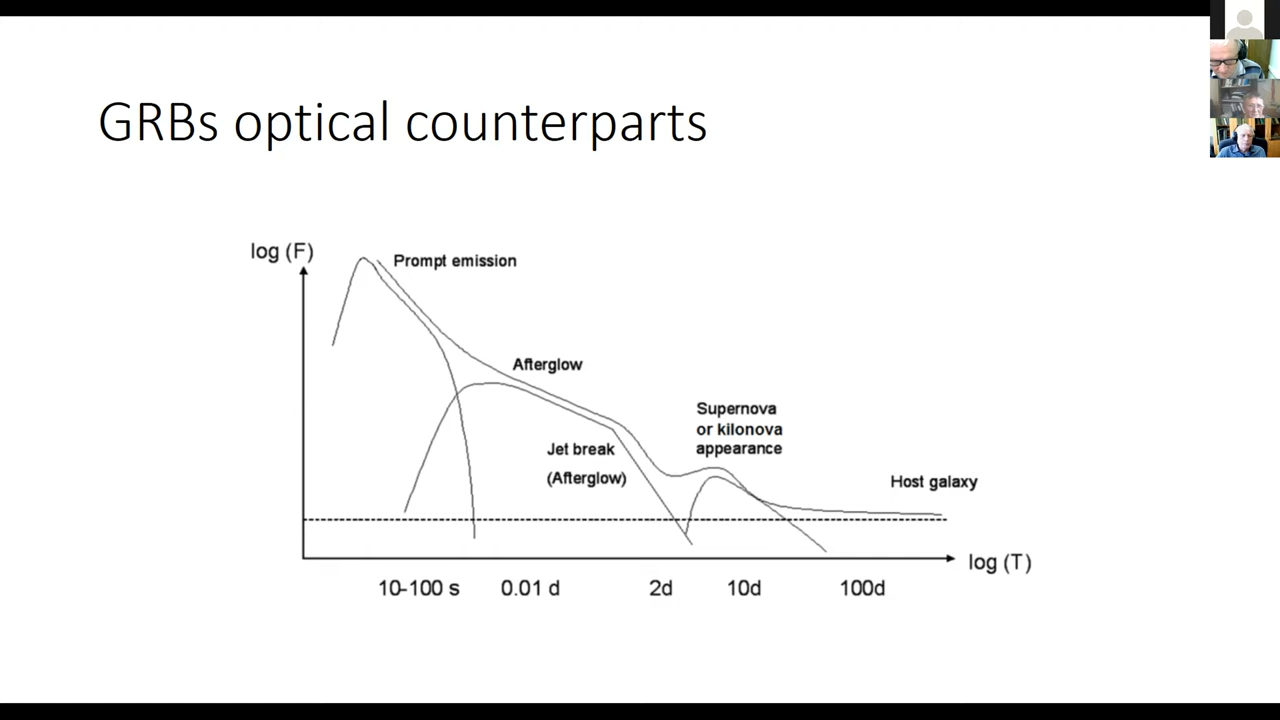 GRBs optical counterparts
log (F)
Prompt emission
Afterglow
Supernova
or kilonova
appearance
Jet break
(Afterglow)
Host galaxy
log (T)
10-100 s
0.01 d
2d
10d
100d